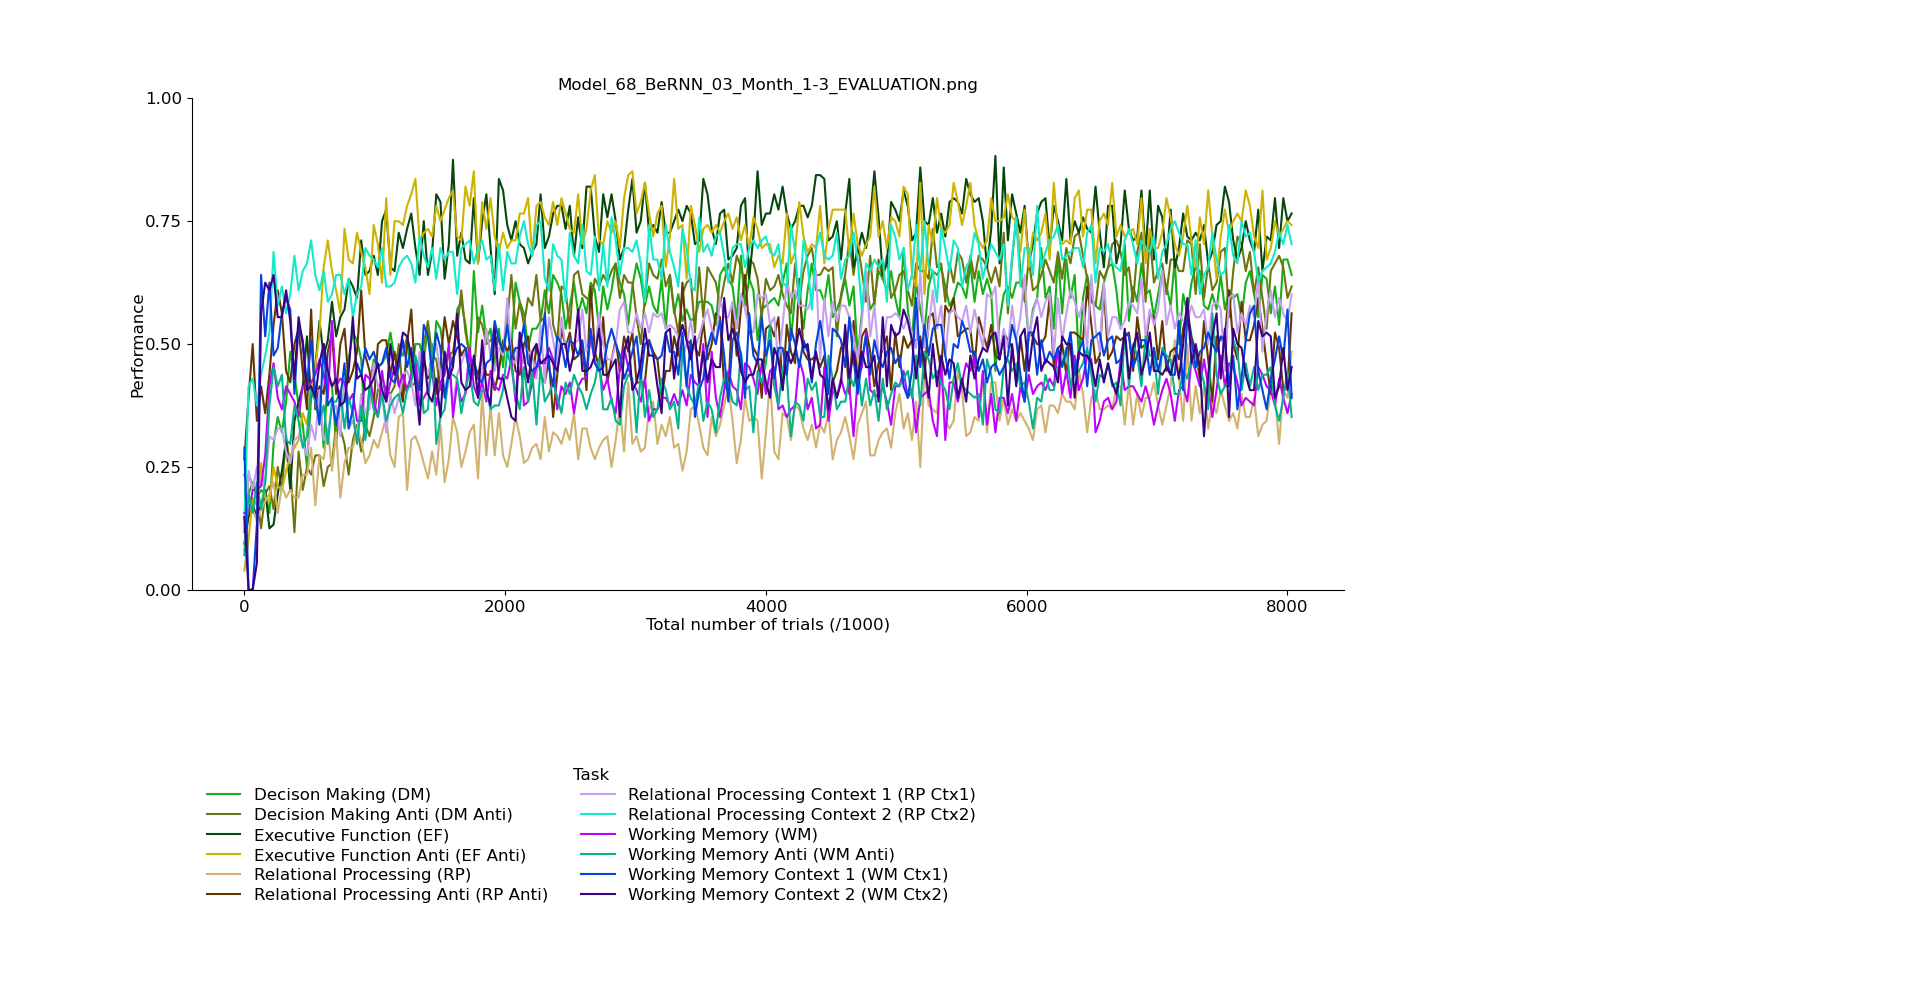 Model_68_BeRNN_03_Month_1-3_EVALUATION.png
1.00
0.75
0.50
0.25
0.00
Performance
0 2000 4000 6000 8000
Total number of trials (/1000)
Task
Decison Making (DM)
Decision Making Anti (DM Anti)
Executive Function (EF)
Executive Function Anti (EF Anti)
Relational Processing (RP)
Relational Processing Anti (RP Anti)
Relational Processing Context 1 (RP Ctx1)
Relational Processing Context 2 (RP Ctx2)
Working Memory (WM)
Working Memory Anti (WM Anti)
Working Memory Context 1 (WM Ctx1)
Working Memory Context 2 (WM Ctx2)